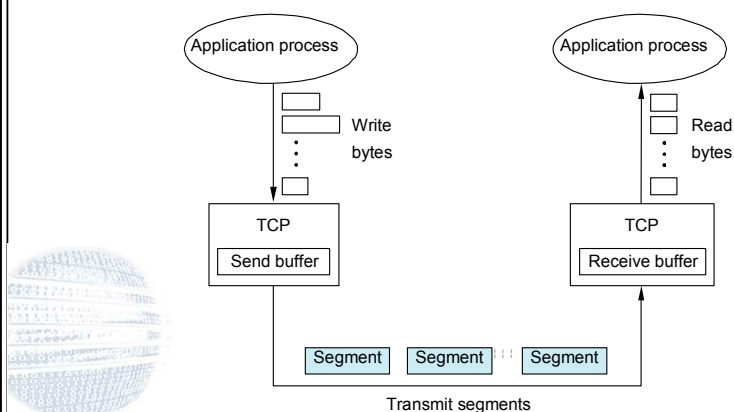 Application process
Application process
Write
bytes
Read
bytes
TCP
Send buffer
TCP
Receive buffer
Segment
Segment
Segment
Transmit segments